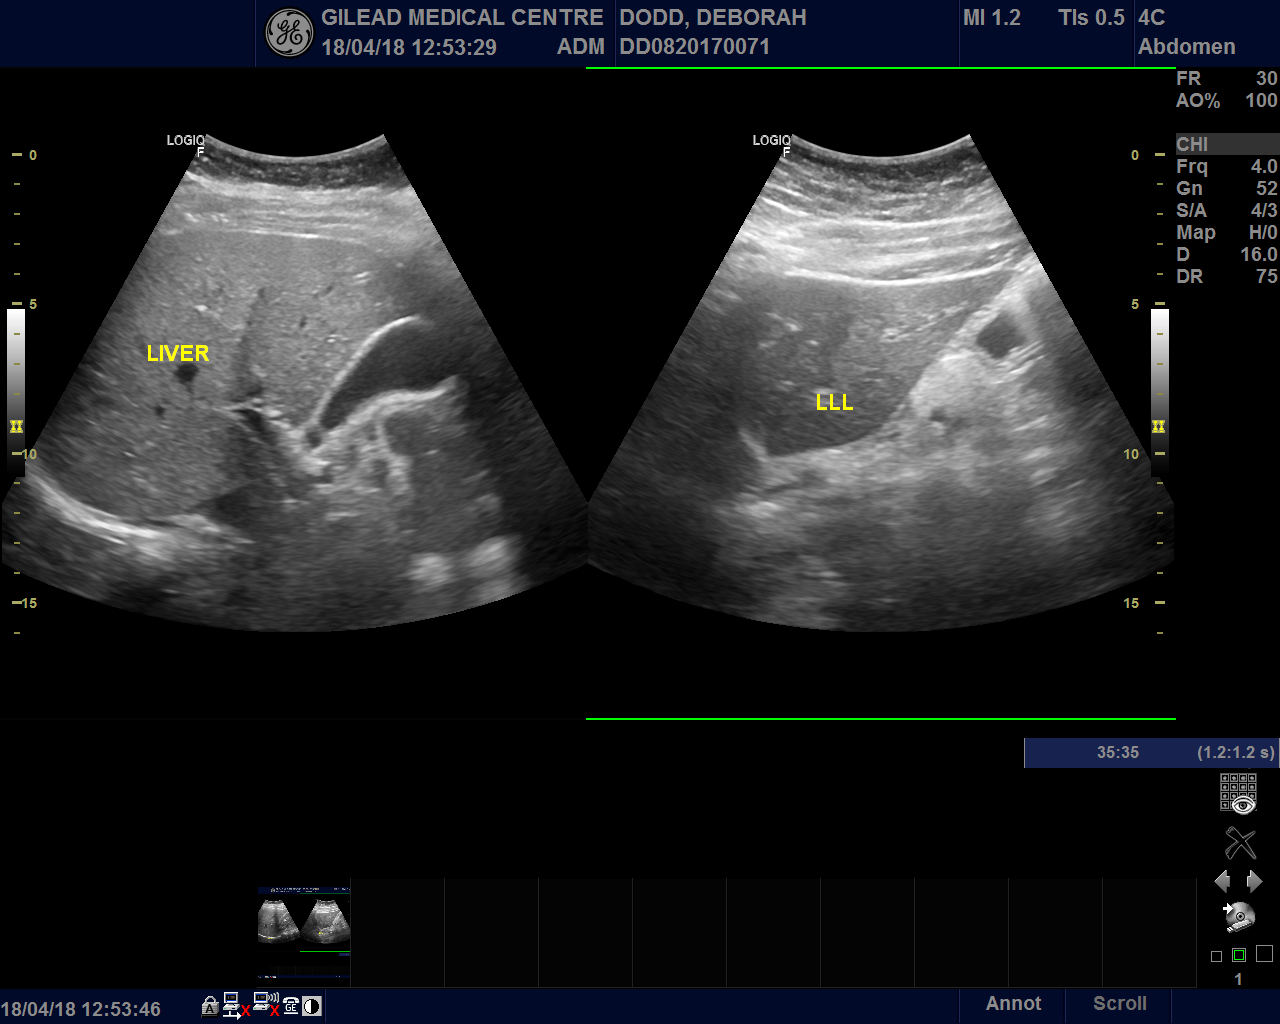 GILEAD MEDICAL CENTRE
18/04/18 12:53:29 ADM
DODD, DEBORAH
DD0820170071
MI 1.2 TIs 0.5
4C
Abdomen
FR 30
AO% 100
CHI
Frq 4.0
Gn 52
S/A 4/3
Map H/0
D 16.0
DR 75
LOGIQ
F
0
5
10
15
LIVER
LOGIQ
F
0
5
10
15
LLL
35:35 (1.2:1.2 s)
1
18/04/18 12:53:46
Annot
Scroll